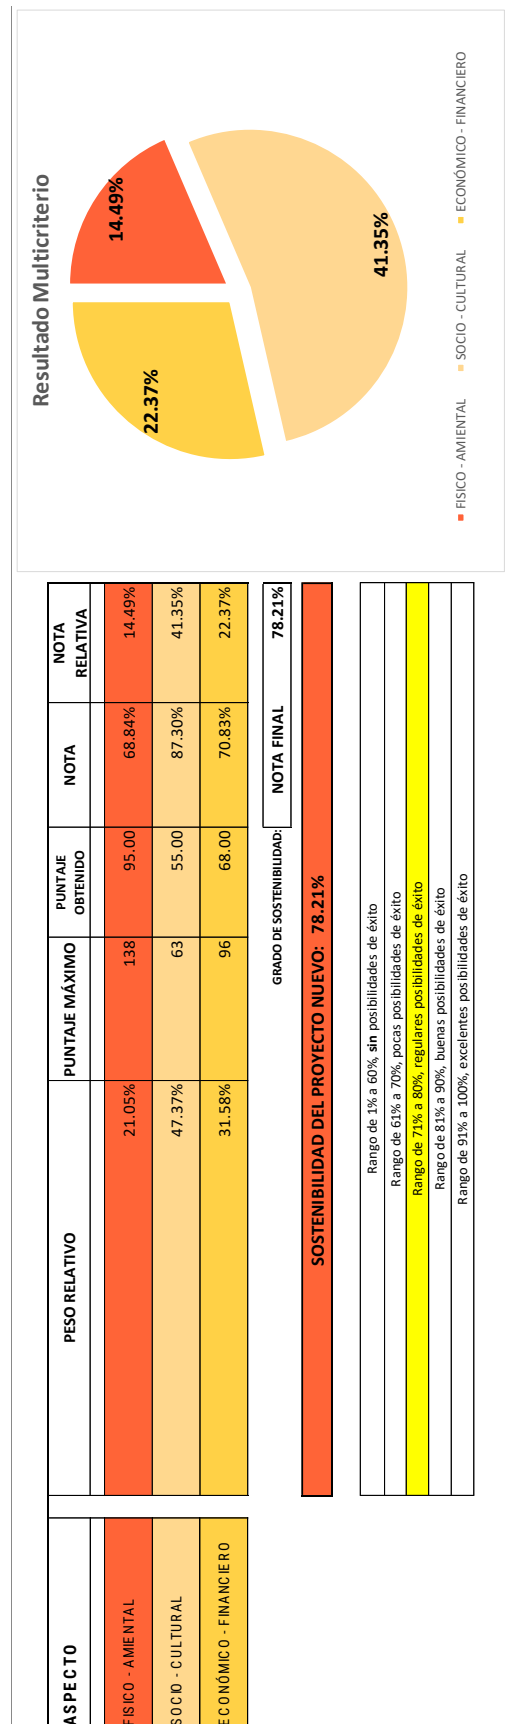 ASPECTO PESO RELATIVO PUNTAJE MÁXIMO PUNTAJE OBTENIDO NOTA NOTA RELATIVA
FISICO - AMIENTAL 21.05% 138 95.00 68.84% 14.49%
SOCIO - CULTURAL 47.37% 63 55.00 87.30% 41.35%
ECONÓMICO - FINANCIERO 31.58% 96 68.00 70.83% 22.37%
GRADO DE SOSTENIBILIDAD: NOTA FINAL 78.21%
SOSTENIBILIDAD DEL PROYECTO NUEVO: 78.21%
Rango de 1% a 60%, sin posibilidades de éxito
Rango de 61% a 70%, pocas posibilidades de éxito
Rango de 71% a 80%, regulares posibilidades de éxito
Rango de 81% a 90%, buenas posibilidades de éxito
Rango de 91% a 100%, excelentes posibilidades de éxito
Resultado Multicriterio
14.49%
22.37%
41.35%
FISICO - AMIENTAL SOCIO - CULTURAL ECONÓMICO - FINANCIERO